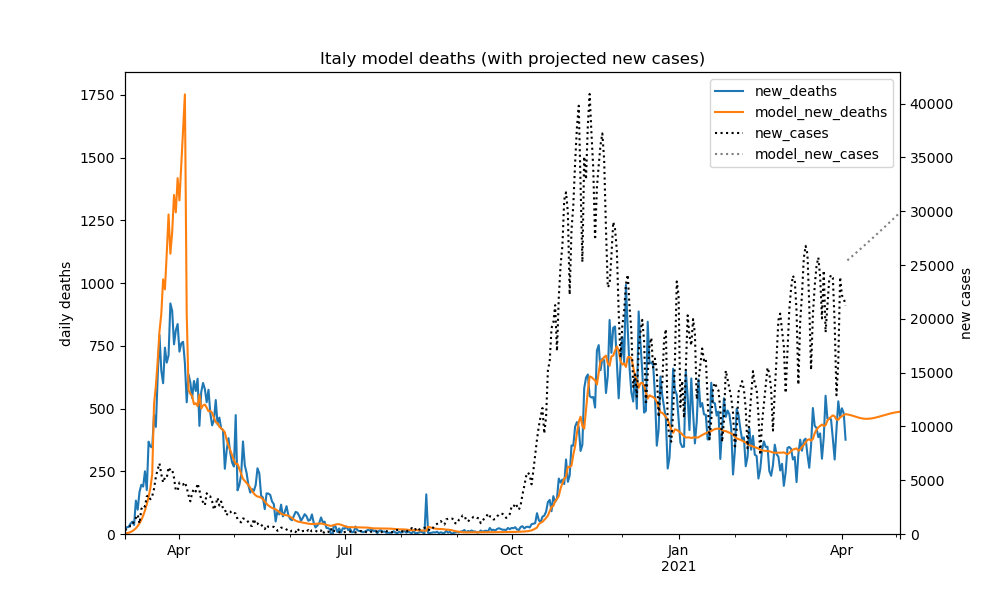 Italy model deaths (with projected new cases)
1750
1500
1250
1000
750
500
250
0
daily deaths
40000
35000
30000
25000
20000
15000
10000
5000
0
new cases
new_deaths
model_new_deaths
new_cases
model_new_cases
Apr
Jul
Oct
Jan
2021
Apr